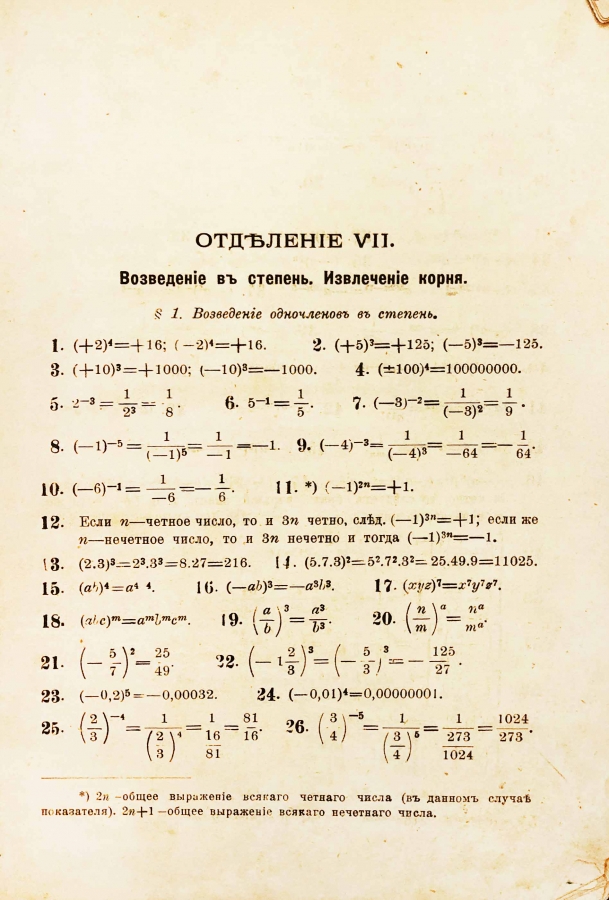 ОТДѢЛЕНІЕ VII.
Возведеніе въ степень. Извлеченіе корня.
§ 1. Возведеніе одночленовъ въ степень.
1. (+2)⁴=+16; (−2)⁴=+16. 2. (+5)³=+125; (−5)³=−125.
3. (+10)³=+1000; (−10)³=−1000. 4. (±100)⁴=100000000.
5. 2⁻³ = 1/2³ = 1/8. 6. 5⁻¹ = 1/5. 7. (−3)⁻² = 1/(−3)² = 1/9.
8. (−1)⁻⁵ = 1/(−1)⁵ = 1/−1 = −1. 9. (−4)⁻³ = 1/(−4)³ = 1/−64 = −1/64.
10. (−6)⁻¹ = 1/−6 = −1/6. 11. *) (−1)²ⁿ=+1.
12. Если n—четное число, то и 3n четно, слѣд. (−1)³ⁿ=+1; если же
n—нечетное число, то и 3n нечетно и тогда (−1)³ⁿ=−1.
13. (2.3)³=2³.3³=8.27=216. 14. (5.7.3)²=5².7².3²=25.49.9=11025.
15. (ab)⁴=a⁴ ⁴. 16. (−ab)³=−a³b³. 17. (xyz)⁷=x⁷y⁷z⁷.
18. (abc)ᵐ=aᵐbᵐcᵐ. 19. (a/b)³ = a³/b³. 20. (n/m)ᵃ = nᵃ/mᵃ.
21. (−5/7)² = 25/49. 22. (−1 2/3)³ = (−5/3)³ = −125/27.
23. (−0,2)⁵=−0,00032. 24. (−0,01)⁴=0,00000001.
25. (2/3)⁻⁴ = 1/(2/3)⁴ = 1/(16/81) = 81/16. 26. (3/4)⁻⁵ = 1/(3/4)⁵ = 1/(273/1024) = 1024/273.
*) 2n—общее выраженіе всякаго четнаго числа (въ данномъ случаѣ
показателя). 2n+1—общее выраженіе всякаго нечетнаго числа.